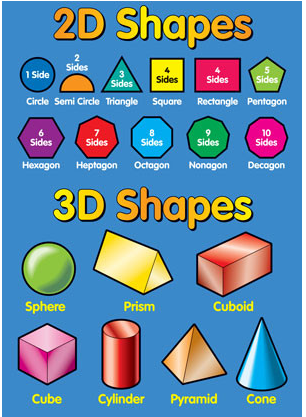 2D Shapes
1 Side
2 Sides
3 Sides
4 Sides
4 Sides
5 Sides
Circle Semi Circle Triangle Square Rectangle Pentagon
6 Sides
7 Sides
8 Sides
9 Sides
10 Sides
Hexagon Heptagon Octagon Nonagon Decagon
3D Shapes
Sphere Prism Cuboid
Cube Cylinder Pyramid Cone